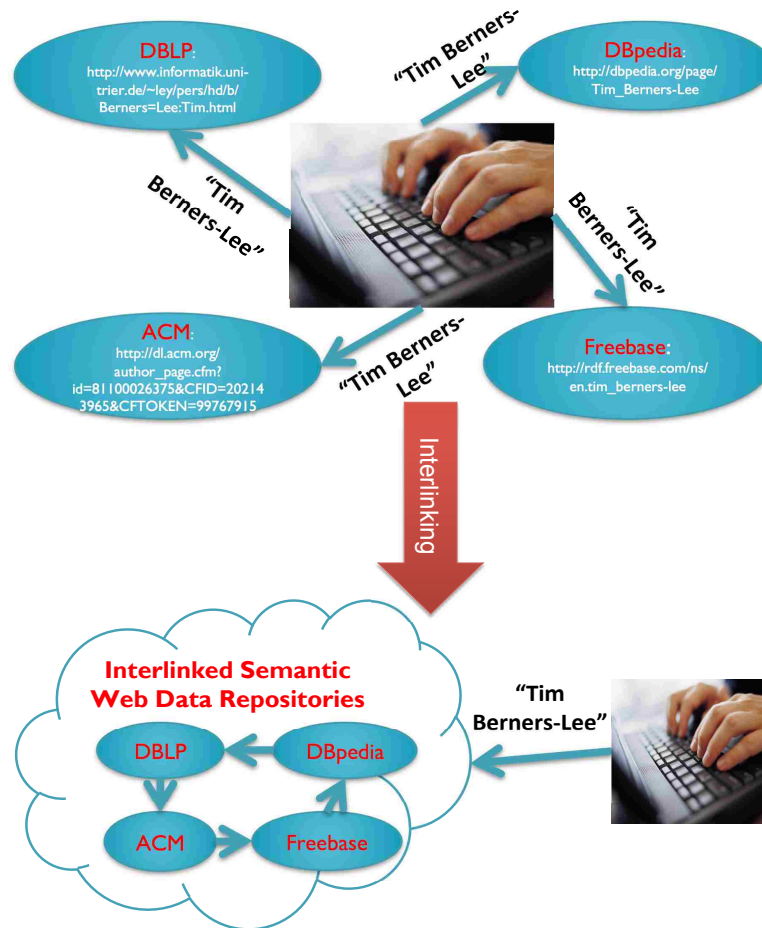 DBLP:
http://www.informatik.uni-
trier.de/~ley/pers/hd/b/
Berners=Lee:Tim.html
“Tim Berners-
Lee”
DBpedia:
http://dbpedia.org/page/
Tim_Berners-Lee
“Tim
Berners-Lee”
“Tim
Berners-Lee”
ACM:
http://dl.acm.org/
author_page.cfm?
id=81100026375&CFID=20214
3965&CFTOKEN=99767915
“Tim Berners-
Lee”
Freebase:
http://rdf.freebase.com/ns/
en.tim_berners-lee
Interlinking
Interlinked Semantic
Web Data Repositories
“Tim
Berners-Lee”
DBLP
DBpedia
ACM
Freebase